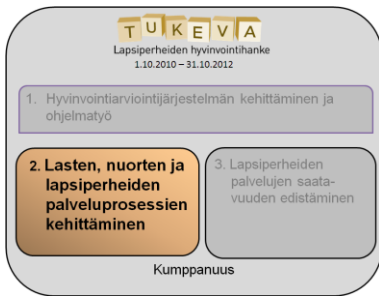 TUKEVA
Lapsiperheiden hyvinvointihanke
1.10.2010 – 31.10.2012
1. Hyvinvointiarviointijärjestelmän kehittäminen ja
ohjelmatyö
2. Lasten, nuorten ja
lapsiperheiden
palveluprosessien
kehittäminen
3. Lapsiperheiden
palvelujen saata-
vuuden edistäminen
Kumppanuus